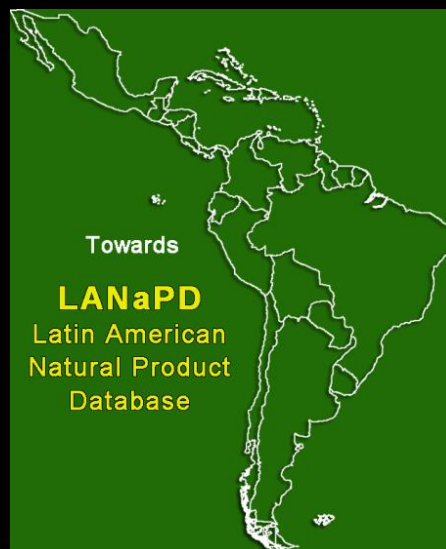 Towards
LANaPD
Latin American
Natural Product
Database